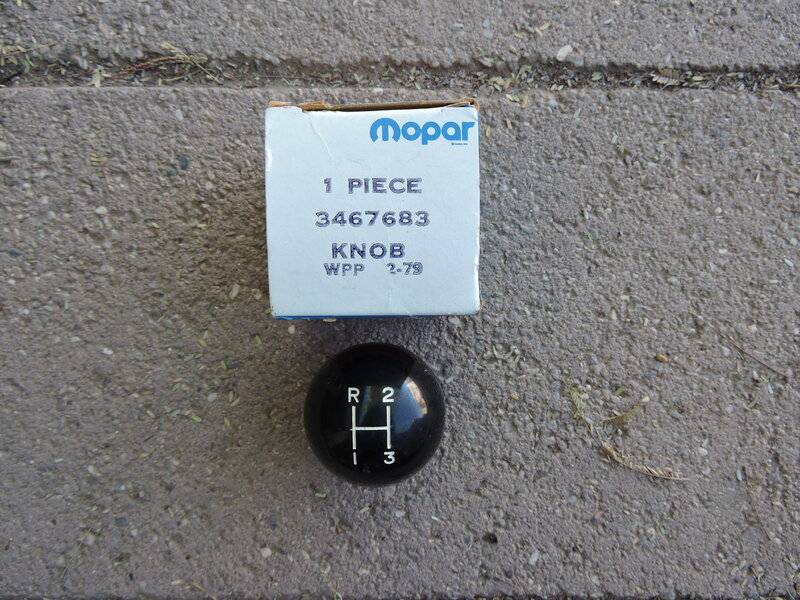 mopar
1 PIECE
3467683
KNOB
WPP 2-79
R 2
1 3